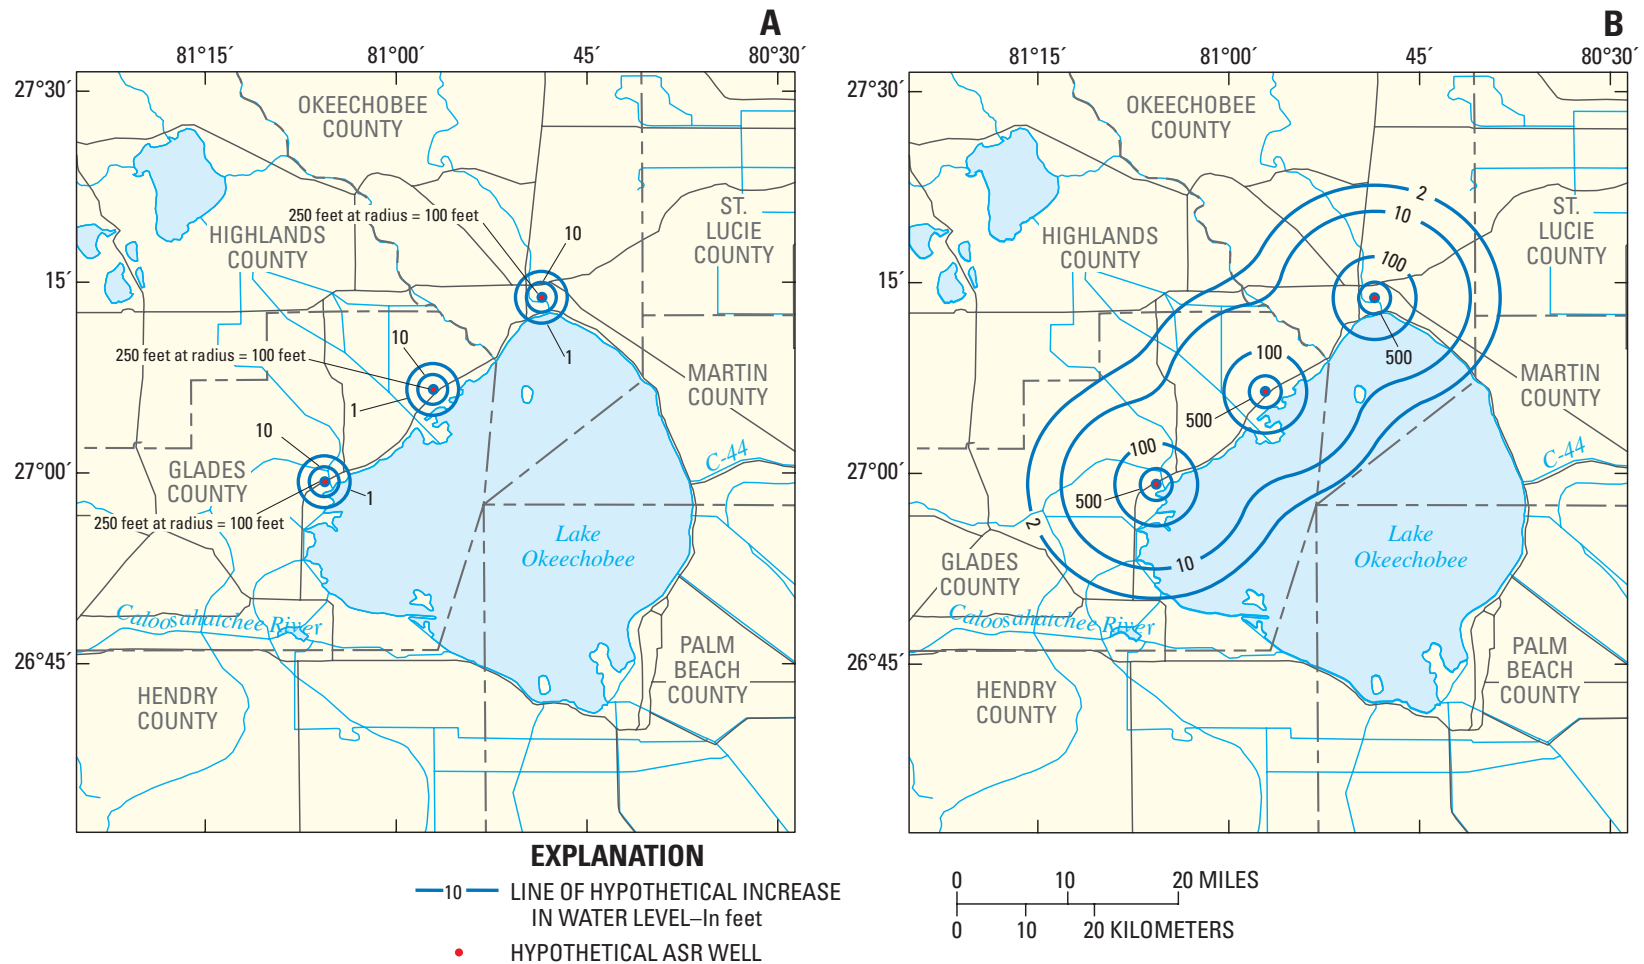 A
81°15′ 81°00′ 45′ 80°30′
27°30′
OKEECHOBEE
COUNTY
250 feet at radius = 100 feet
10
HIGHLANDS
COUNTY
ST.
LUCIE
COUNTY
15′
1
10
250 feet at radius = 100 feet
1
MARTIN
COUNTY
10
C-44
27°00′
GLADES
COUNTY
1
250 feet at radius = 100 feet
Lake
Okeechobee
Caloosahatchee River
26°45′
PALM
BEACH
COUNTY
HENDRY
COUNTY
B
81°15′ 81°00′ 45′ 80°30′
27°30′
OKEECHOBEE
COUNTY
2
10
HIGHLANDS
COUNTY
ST.
LUCIE
COUNTY
100
15′
500
100
MARTIN
COUNTY
500
100
C-44
27°00′
500
2
Lake
Okeechobee
10
GLADES
COUNTY
Caloosahatchee River
26°45′
PALM
BEACH
COUNTY
HENDRY
COUNTY
EXPLANATION
10 LINE OF HYPOTHETICAL INCREASE
IN WATER LEVEL–In feet
HYPOTHETICAL ASR WELL
0 10 20 MILES
0 10 20 KILOMETERS